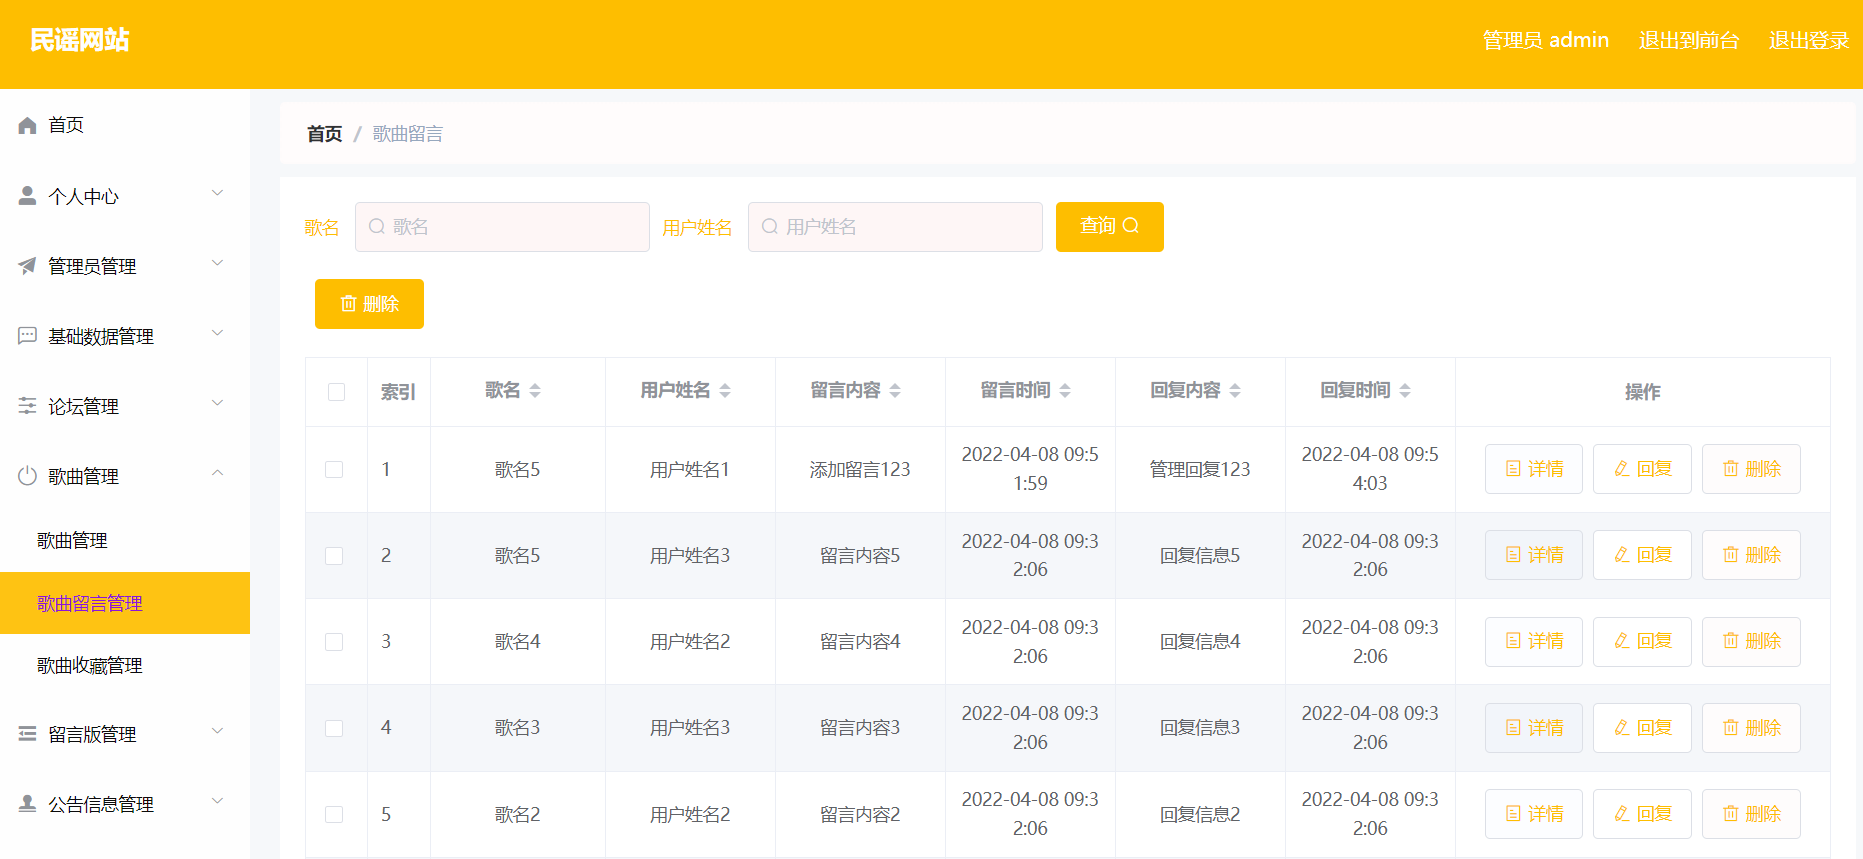 民谣网站
管理员 admin 退出到前台 退出登录
首页
个人中心
管理员管理
基础数据管理
论坛管理
歌曲管理
歌曲管理
歌曲留言管理
歌曲收藏管理
留言版管理
公告信息管理
首页 / 歌曲留言
歌名 歌名 用户姓名 用户姓名 查询
删除
索引 歌名 用户姓名 留言内容 留言时间 回复内容 回复时间 操作
1 歌名5 用户姓名1 添加留言123 2022-04-08 09:5 管理回复123 2022-04-08 09:5 详情 回复 删除
1:59 4:03
2 歌名5 用户姓名3 留言内容5 2022-04-08 09:3 回复信息5 2022-04-08 09:3 详情 回复 删除
2:06 2:06
3 歌名4 用户姓名2 留言内容4 2022-04-08 09:3 回复信息4 2022-04-08 09:3 详情 回复 删除
2:06 2:06
4 歌名3 用户姓名3 留言内容3 2022-04-08 09:3 回复信息3 2022-04-08 09:3 详情 回复 删除
2:06 2:06
5 歌名2 用户姓名2 留言内容2 2022-04-08 09:3 回复信息2 2022-04-08 09:3 详情 回复 删除
2:06 2:06